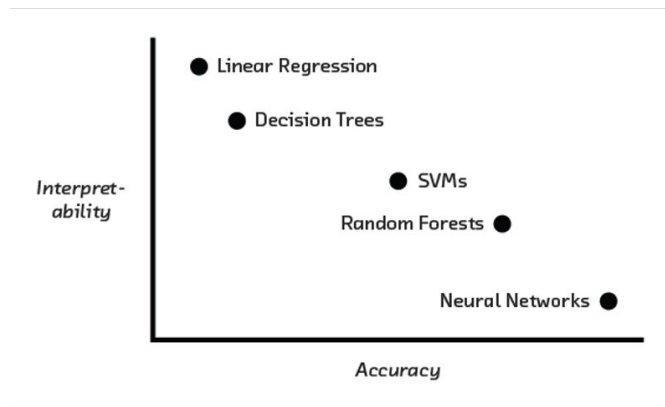 Linear Regression
Decision Trees
SVMs
Interpret-
ability
Random Forests
Neural Networks
Accuracy